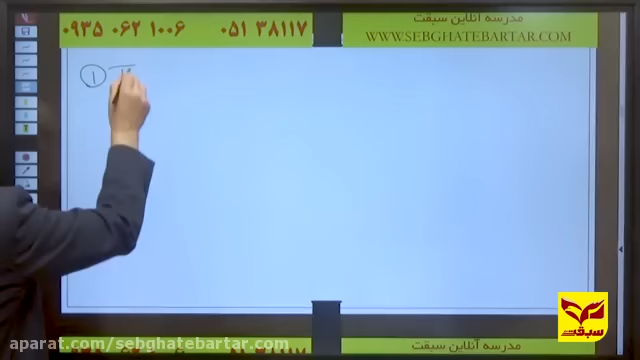 مدرسه آنلاین سبقت
۰۹۳۵ ۰۶۲ ۱۰۰۶
۰۵۱ ۳۸۱۱۷
WWW.SEBGHATEBARTAR.COM
①
سبقت
مدرسه آنلاین سبقت
aparat.com/sebghatebartar.com